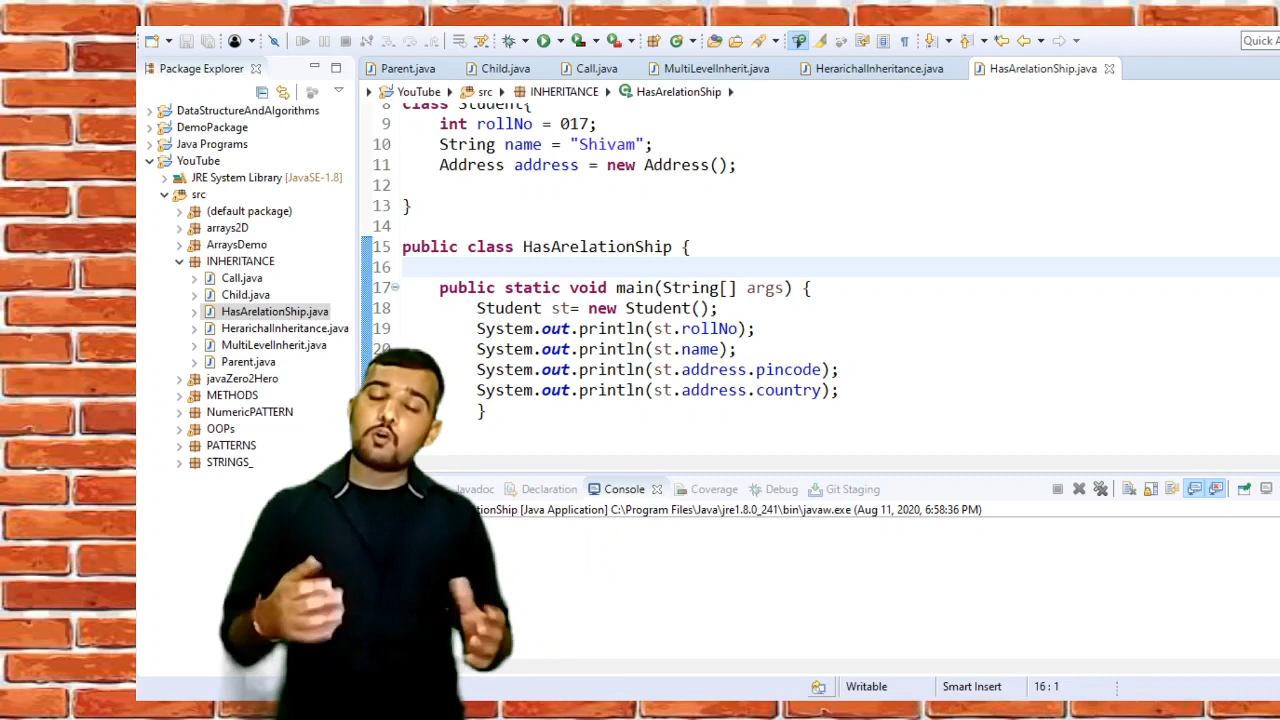 Quick A
Package Explorer
Parent.java
Child.java
Call.java
MultiLevelInherit.java
HerarichalInheritance.java
HasArelationShip.java
YouTube
src
INHERITANCE
HasArelationShip
DataStructureAndAlgorithms
DemoPackage
Java Programs
YouTube
JRE System Library [JavaSE-1.8]
src
(default package)
arrays2D
ArraysDemo
INHERITANCE
Call.java
Child.java
HasArelationShip.java
HerarichalInheritance.java
MultiLevelInherit.java
Parent.java
javaZero2Hero
METHODS
NumericPATTERN
OOPs
PATTERNS
STRINGS_
8 class Student{
9 int rollNo = 017;
10 String name = "Shivam";
11 Address address = new Address();
12
13 }
14
15 public class HasArelationShip {
16
17 public static void main(String[] args) {
18 Student st= new Student();
19 System.out.println(st.rollNo);
20 System.out.println(st.name);
System.out.println(st.address.pincode);
System.out.println(st.address.country);
}
Javadoc
Declaration
Console
Coverage
Debug
Git Staging
ationShip [Java Application] C:\Program Files\Java\jre1.8.0_241\bin\javaw.exe (Aug 11, 2020, 6:58:36 PM)
Writable
Smart Insert
16 : 1